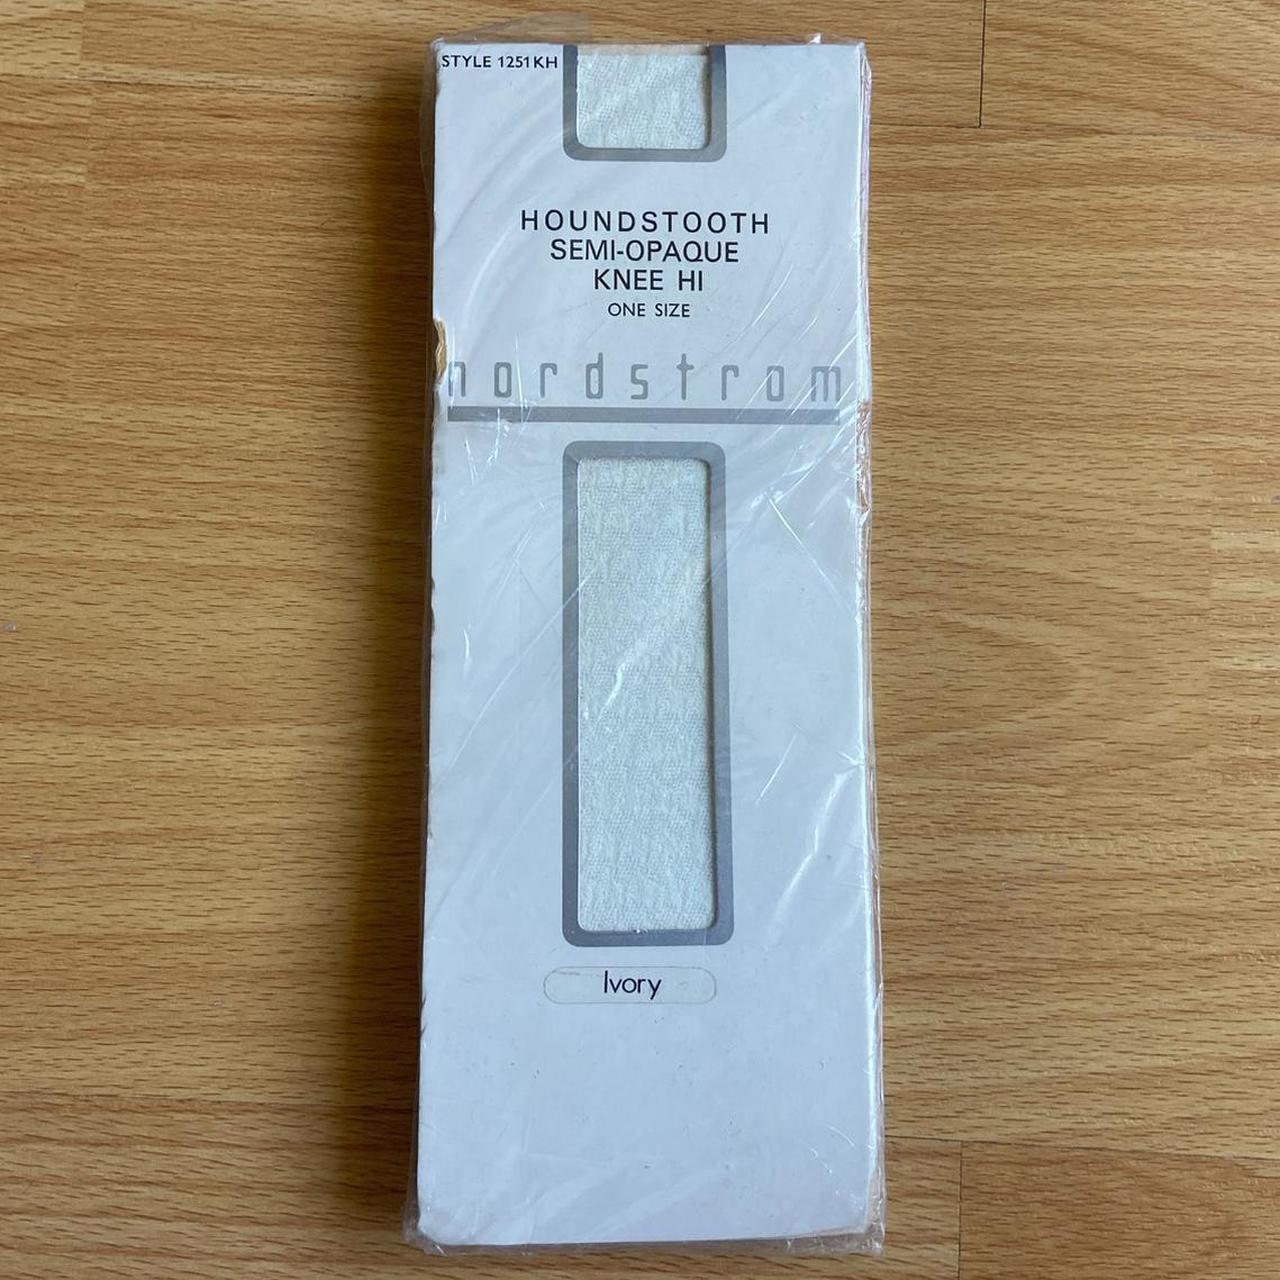 STYLE 1251KH
HOUNDSTOOTH
SEMI-OPAQUE
KNEE HI
ONE SIZE
nordstrom
Ivory